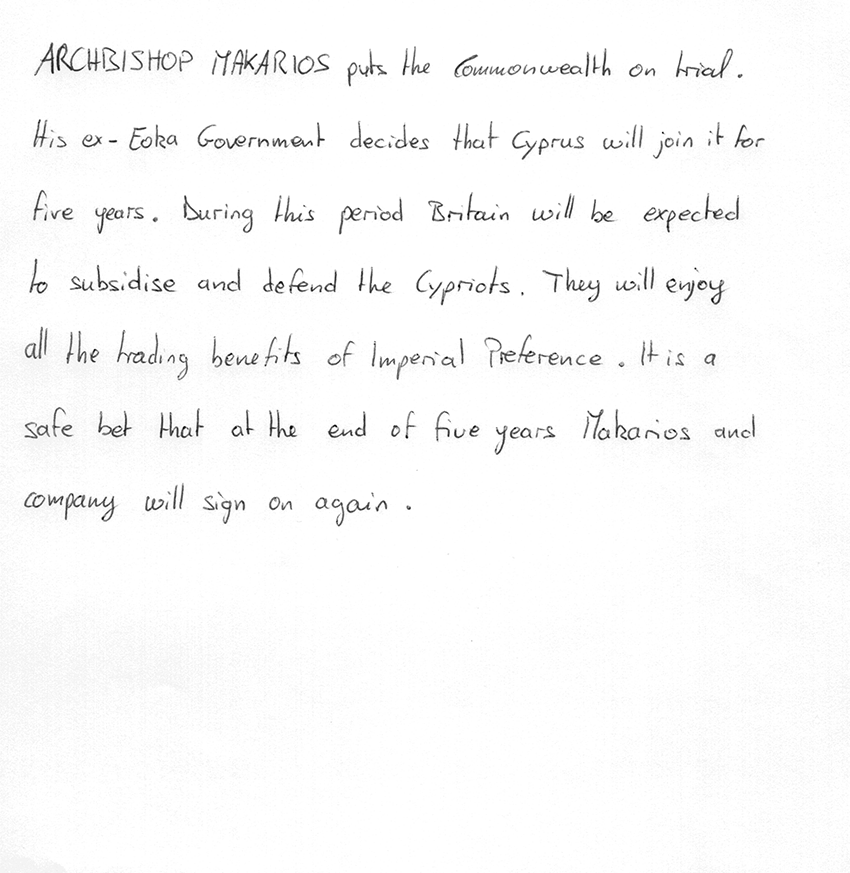 ARCHBISHOP MAKARIOS puts the Commonwealth on trial.
His ex-Eoka Government decides that Cyprus will join it for
five years. During this period Britain will be expected
to subsidise and defend the Cypriots. They will enjoy
all the trading benefits of Imperial Preference. It is a
safe bet that at the end of five years Makarios and
company will sign on again.